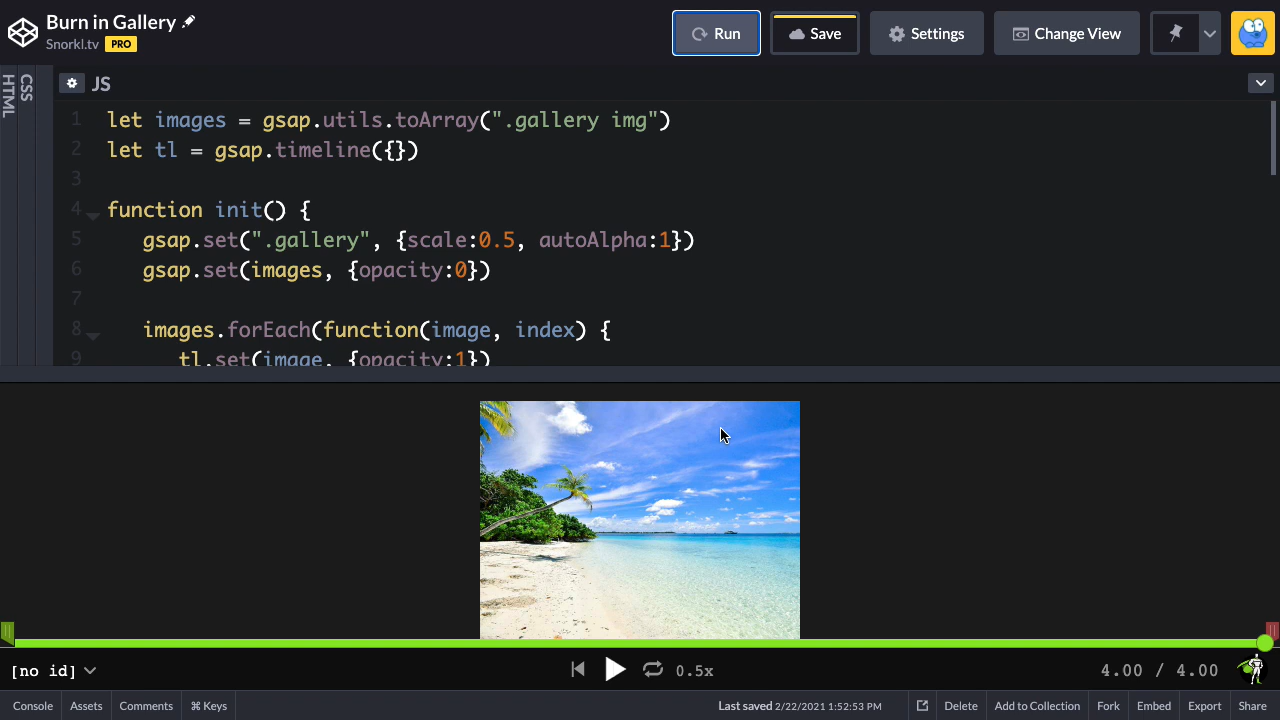 Burn in Gallery
Snorkl.tv PRO
Run
Save
Settings
Change View
HTML
CSS
JS
1 let images = gsap.utils.toArray(".gallery img")
2 let tl = gsap.timeline({})
3
4 function init() {
5 gsap.set(".gallery", {scale:0.5, autoAlpha:1})
6 gsap.set(images, {opacity:0})
7
8 images.forEach(function(image, index) {
9 tl.set(image, {opacity:1})
[no id]
0.5x
4.00 / 4.00
Console
Assets
Comments
⌘ Keys
Last saved 2/22/2021 1:52:53 PM
Delete
Add to Collection
Fork
Embed
Export
Share